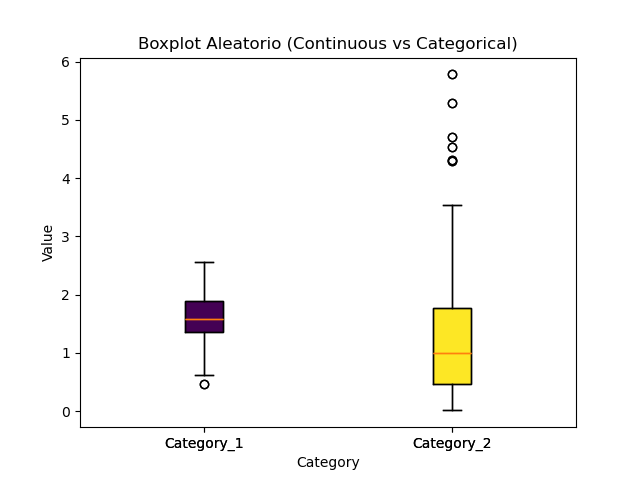 Boxplot Aleatorio (Continuous vs Categorical)
6
5
4
3
2
1
0
Value
Category_1
Category_2
Category